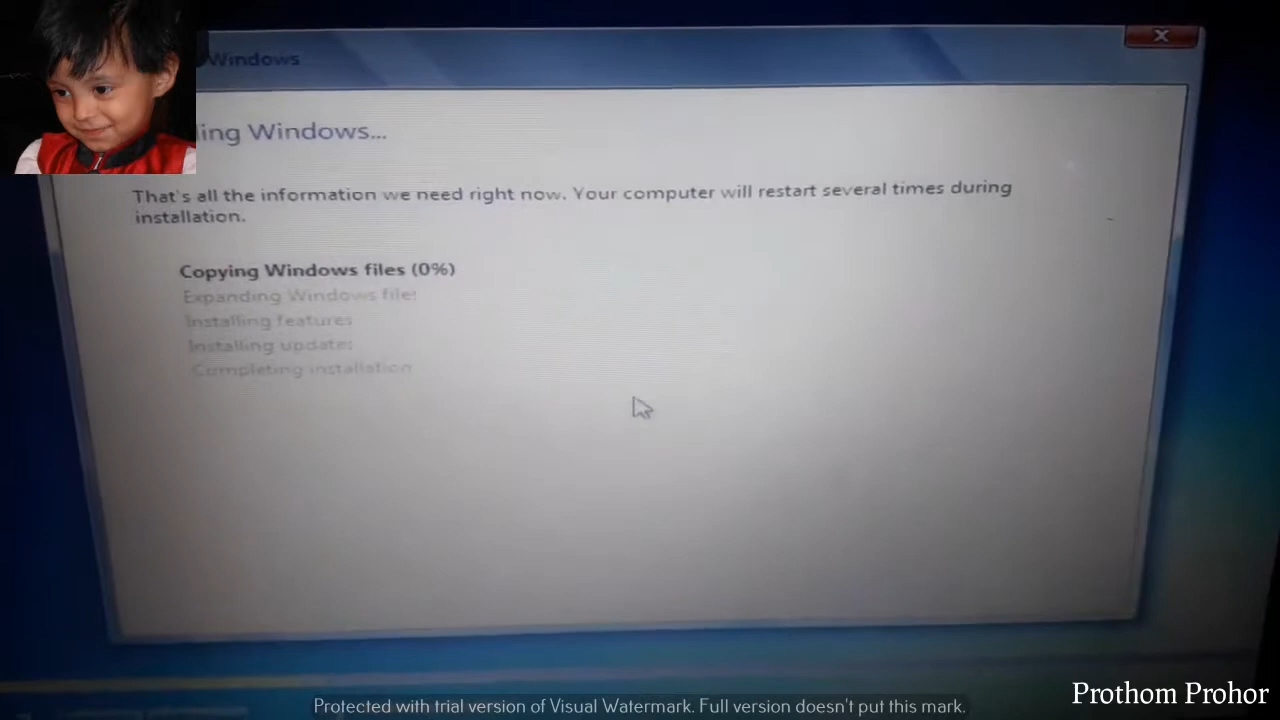 Windows
ling Windows...
That's all the information we need right now. Your computer will restart several times during
installation.
Copying Windows files (0%)
Expanding Windows files
Installing features
Installing updates
Completing installation
Prothom Prohor
Protected with trial version of Visual Watermark. Full version doesn't put this mark.